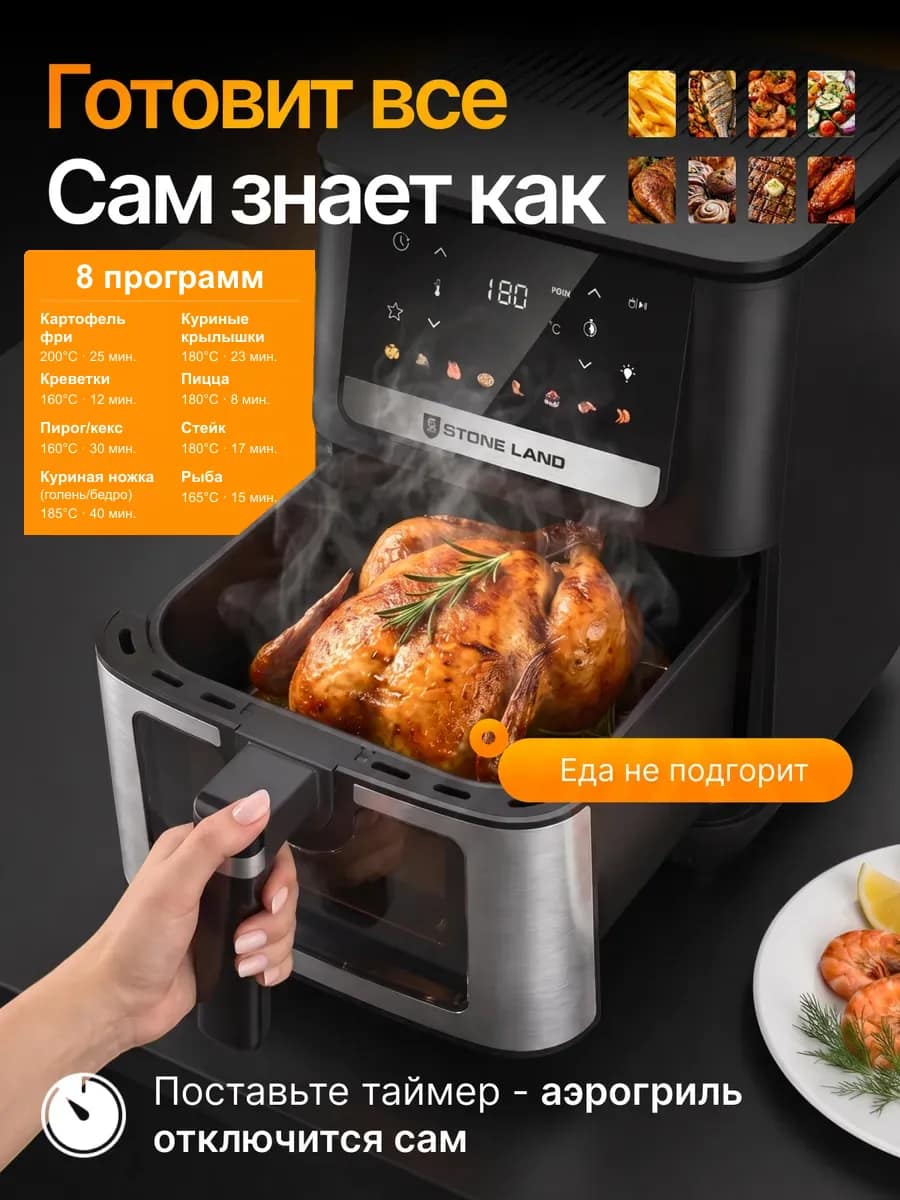 Готовит все
Сам знает как
8 программ
Картофель
фри
200°C · 25 мин.
Куриные
крылышки
180°C · 23 мин.
Креветки
160°C · 12 мин.
Пицца
180°C · 8 мин.
Пирог/кекс
160°C · 30 мин.
Стейк
180°C · 17 мин.
Куриная ножка
(голень/бедро)
185°C · 40 мин.
Рыба
165°C · 15 мин.
180
°C
STONE LAND
Еда не подгорит
Поставьте таймер - аэрогриль
отключится сам